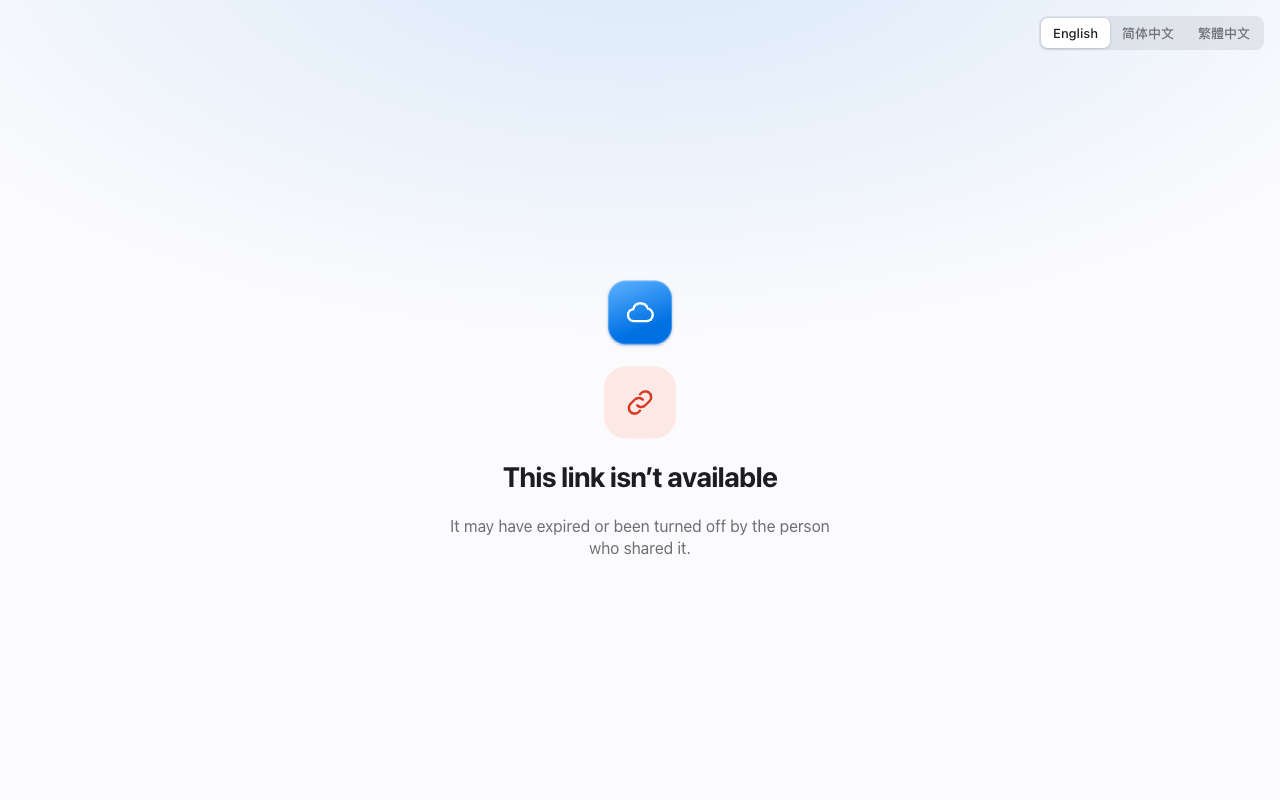 English
简体中文
繁體中文
This link isn’t available
It may have expired or been turned off by the person
who shared it.